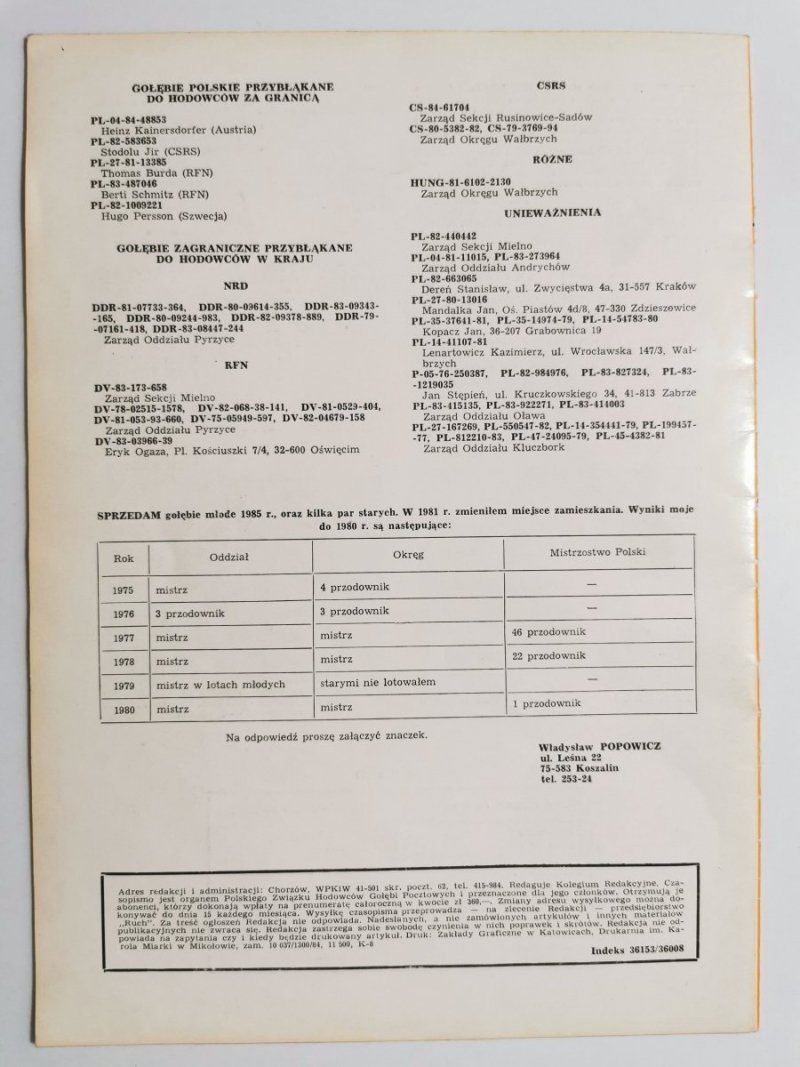 GOŁĘBIE POLSKIE PRZYBŁĄKANE
DO HODOWCÓW ZA GRANICĄ
PL-04-84-48853
Heinz Kainersdorfer (Austria)
PL-82-583653
Stodolu Jir (CSRS)
PL-27-81-13385
Thomas Burda (RFN)
PL-83-487046
Berti Schmitz (RFN)
PL-82-1009221
Hugo Persson (Szwecja)
GOŁĘBIE ZAGRANICZNE PRZYBŁĄKANE
DO HODOWCÓW W KRAJU
NRD
DDR-81-07733-364, DDR-80-09614-355, DDR-83-09343-
-165, DDR-80-09244-983, DDR-82-09378-889, DDR-79-
-07161-418, DDR-83-08447-244
Zarząd Oddziału Pyrzyce
RFN
DV-83-173-658
Zarząd Sekcji Mielno
DV-78-02515-1578, DV-82-068-38-141, DV-81-0529-404,
DV-81-053-93-660, DV-75-05949-597, DV-82-04679-158
Zarząd Oddziału Pyrzyce
DV-83-03966-39
Eryk Ogaza, Pl. Kościuszki 7/4, 32-600 Oświęcim
CSRS
CS-84-61704
Zarząd Sekcji Rusinowice-Sadów
CS-80-5382-82, CS-79-3769-94
Zarząd Okręgu Wałbrzych
RÓŻNE
HUNG-81-6102-2130
Zarząd Okręgu Wałbrzych
UNIEWAŻNIENIA
PL-82-440442
Zarząd Sekcji Mielno
PL-04-81-11015, PL-83-273964
Zarząd Oddziału Andrychów
PL-82-663065
Dereń Stanisław, ul. Zwycięstwa 4a, 31-557 Kraków
PL-27-80-13016
Mandalka Jan, Oś. Piastów 4d/8, 47-330 Zdzieszowice
PL-35-37641-81, PL-35-14974-79, PL-14-54783-80
Kopacz Jan, 36-207 Grabownica 19
PL-14-41107-81
Lenartowicz Kazimierz, ul. Wrocławska 147/3, Wał-
brzych
P-05-76-250387, PL-82-984976, PL-83-827324, PL-83-
-1219035
Jan Stępień, ul. Kruczkowskiego 34, 41-813 Zabrze
PL-83-415135, PL-83-922271, PL-83-414003
Zarząd Oddziału Oława
PL-27-167269, PL-550547-82, PL-14-354441-79, PL-199457-
-77, PL-812210-83, PL-47-24095-79, PL-45-4382-81
Zarząd Oddziału Kluczbork
SPRZEDAM gołębie młode 1985 r., oraz kilka par starych. W 1981 r. zmieniłem miejsce zamieszkania. Wyniki moje
do 1980 r. są następujące:
Rok Oddział Okręg Mistrzostwo Polski
1975 mistrz 4 przodownik —
1976 3 przodownik 3 przodownik —
1977 mistrz mistrz 46 przodownik
1978 mistrz mistrz 22 przodownik
1979 mistrz w lotach młodych starymi nie lotowałem —
1980 mistrz mistrz 1 przodownik
Na odpowiedź proszę załączyć znaczek.
Władysław POPOWICZ
ul. Leśna 22
75-583 Koszalin
tel. 253-24
Adres redakcji i administracji: Chorzów, WPKiW 41-501 skr. poczt. 62, tel. 415-984. Redaguje Kolegium Redakcyjne. Cza-
sopismo jest organem Polskiego Związku Hodowców Gołębi Pocztowych i przeznaczone dla jego członków. Otrzymują je
abonenci, którzy dokonają wpłaty na prenumeratę całoroczną w kwocie zł 360,—. Zmiany adresu wysyłkowego można do-
konywać do dnia 15 każdego miesiąca. Wysyłkę czasopisma przeprowadza — na zlecenie Redakcji — przedsiębiorstwo
„Ruch". Za treść ogłoszeń Redakcja nie odpowiada. Nadesłanych, a nie zamówionych artykułów i innych materiałów
publikacyjnych nie zwraca się. Redakcja zastrzega sobie swobodę czynienia w nich poprawek i skrótów. Redakcja nie od-
powiada na zapytania czy i kiedy będzie drukowany artykuł. Druk: Zakłady Graficzne w Katowicach, Drukarnia im. Ka-
rola Miarki w Mikołowie, zam. 10 037/1300/84, 11 500, K-8
Indeks 36153/36008